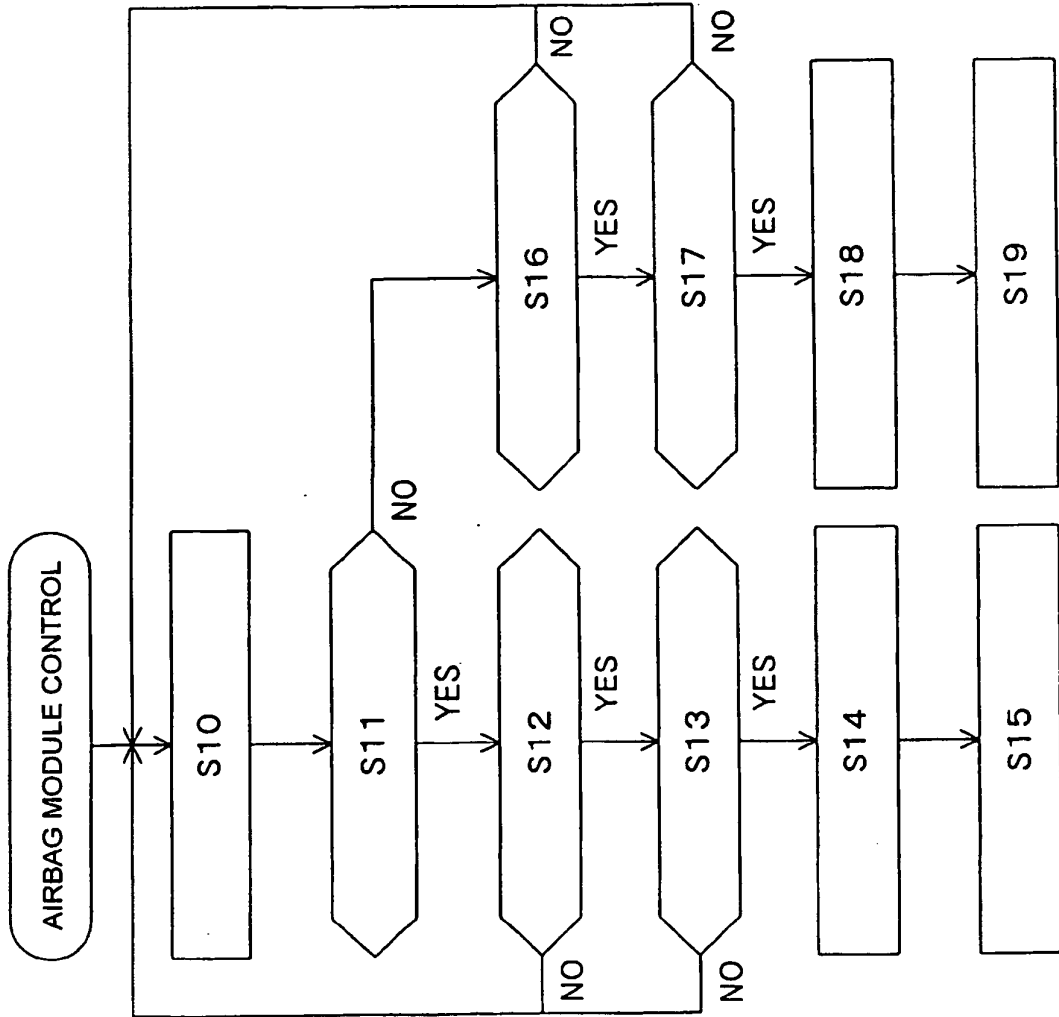 AIRBAG MODULE CONTROL
S10
S11
NO
YES
S12
NO
YES
S13
NO
YES
S14
S15
S16
NO
YES
S17
NO
YES
S18
S19